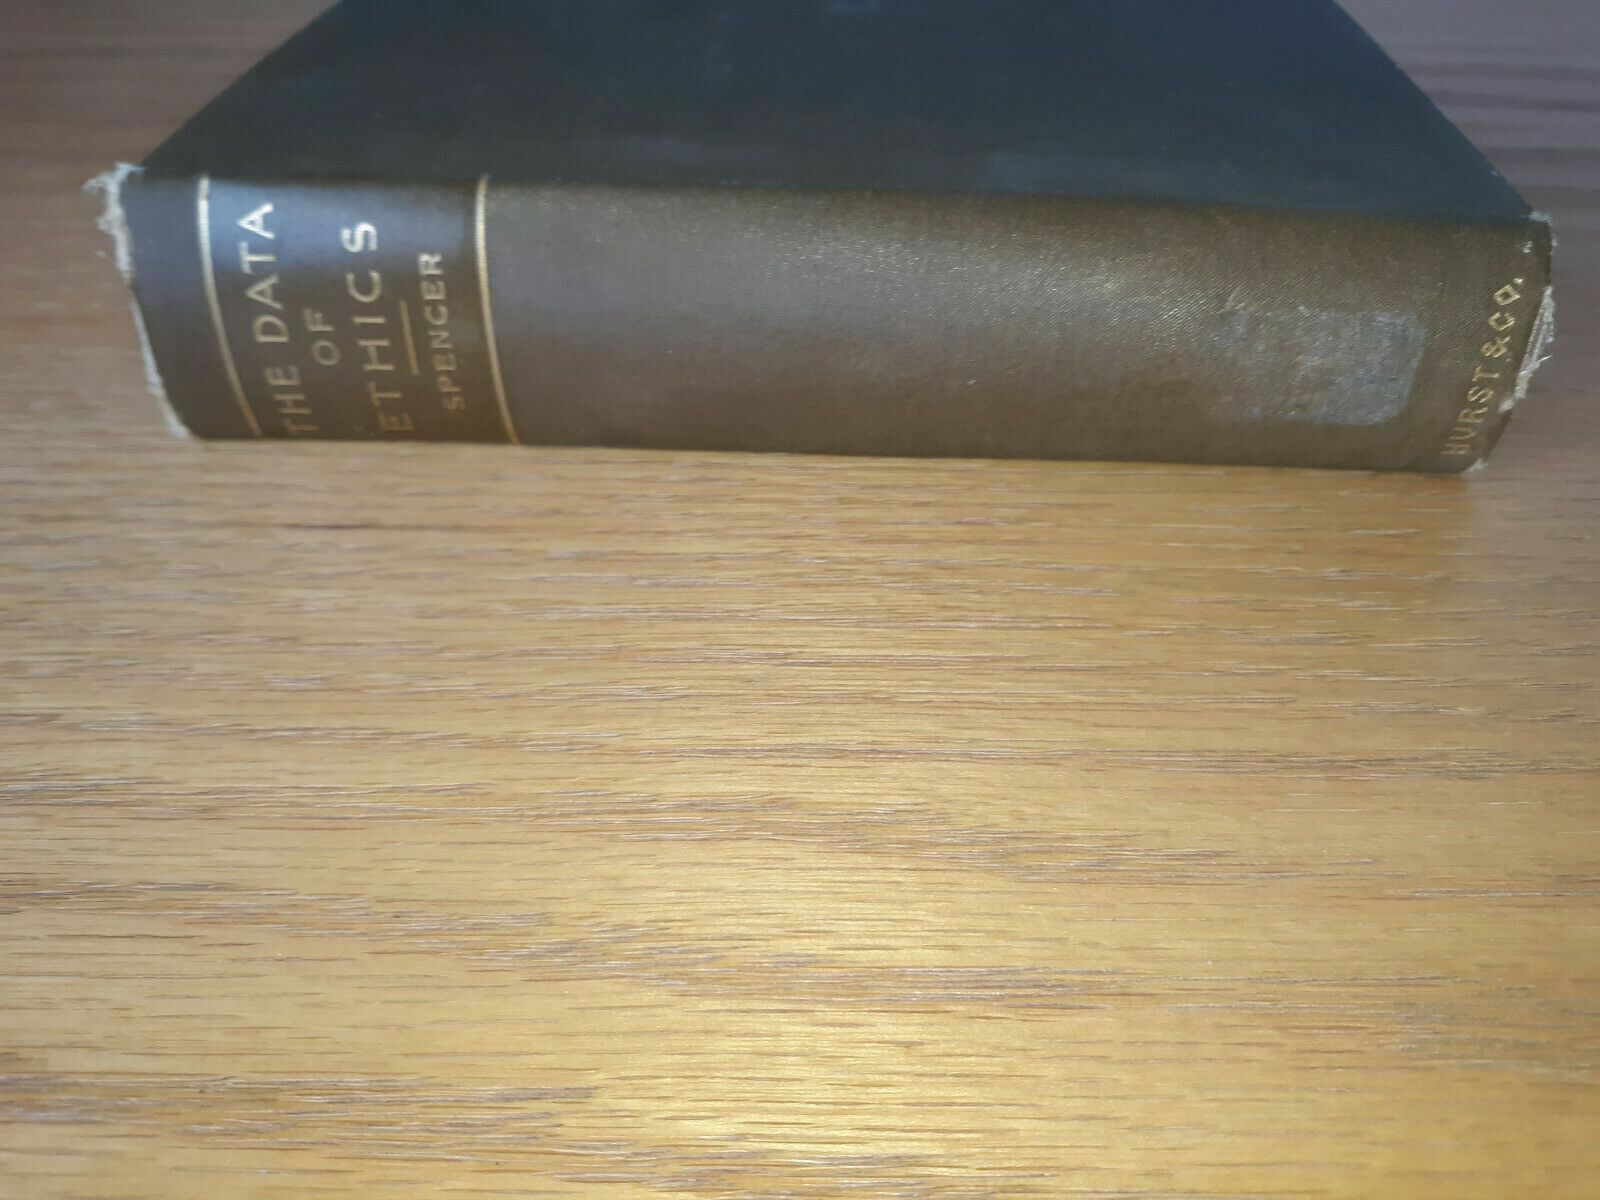 THE DATA
OF
ETHICS
SPENCER
HURST & CO.